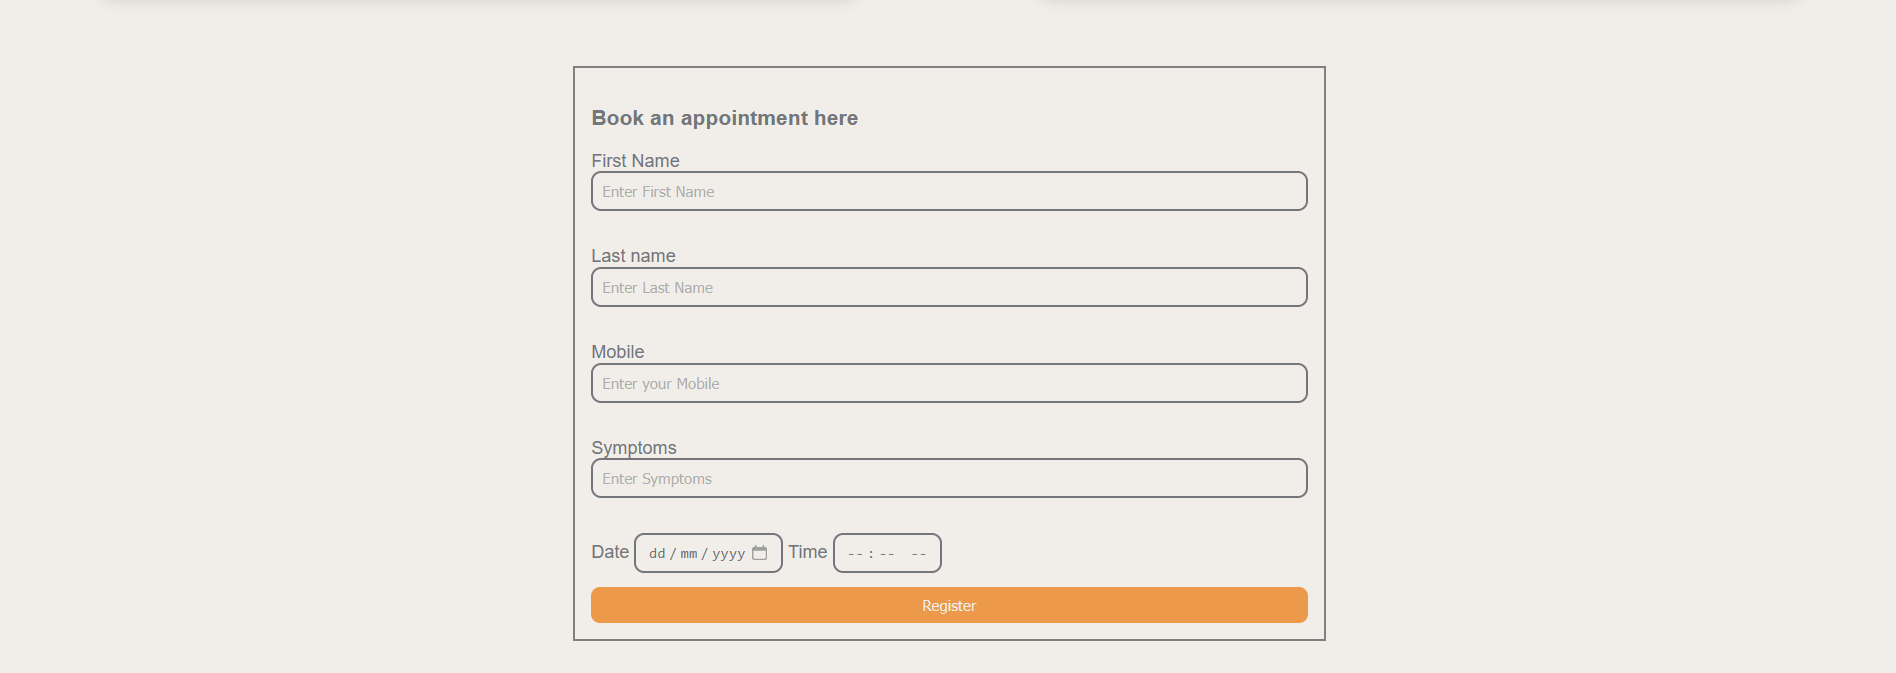 Book an appointment here
First Name
Enter First Name
Last name
Enter Last Name
Mobile
Enter your Mobile
Symptoms
Enter Symptoms
Date dd/mm/yyyy Time --:-- --
Register